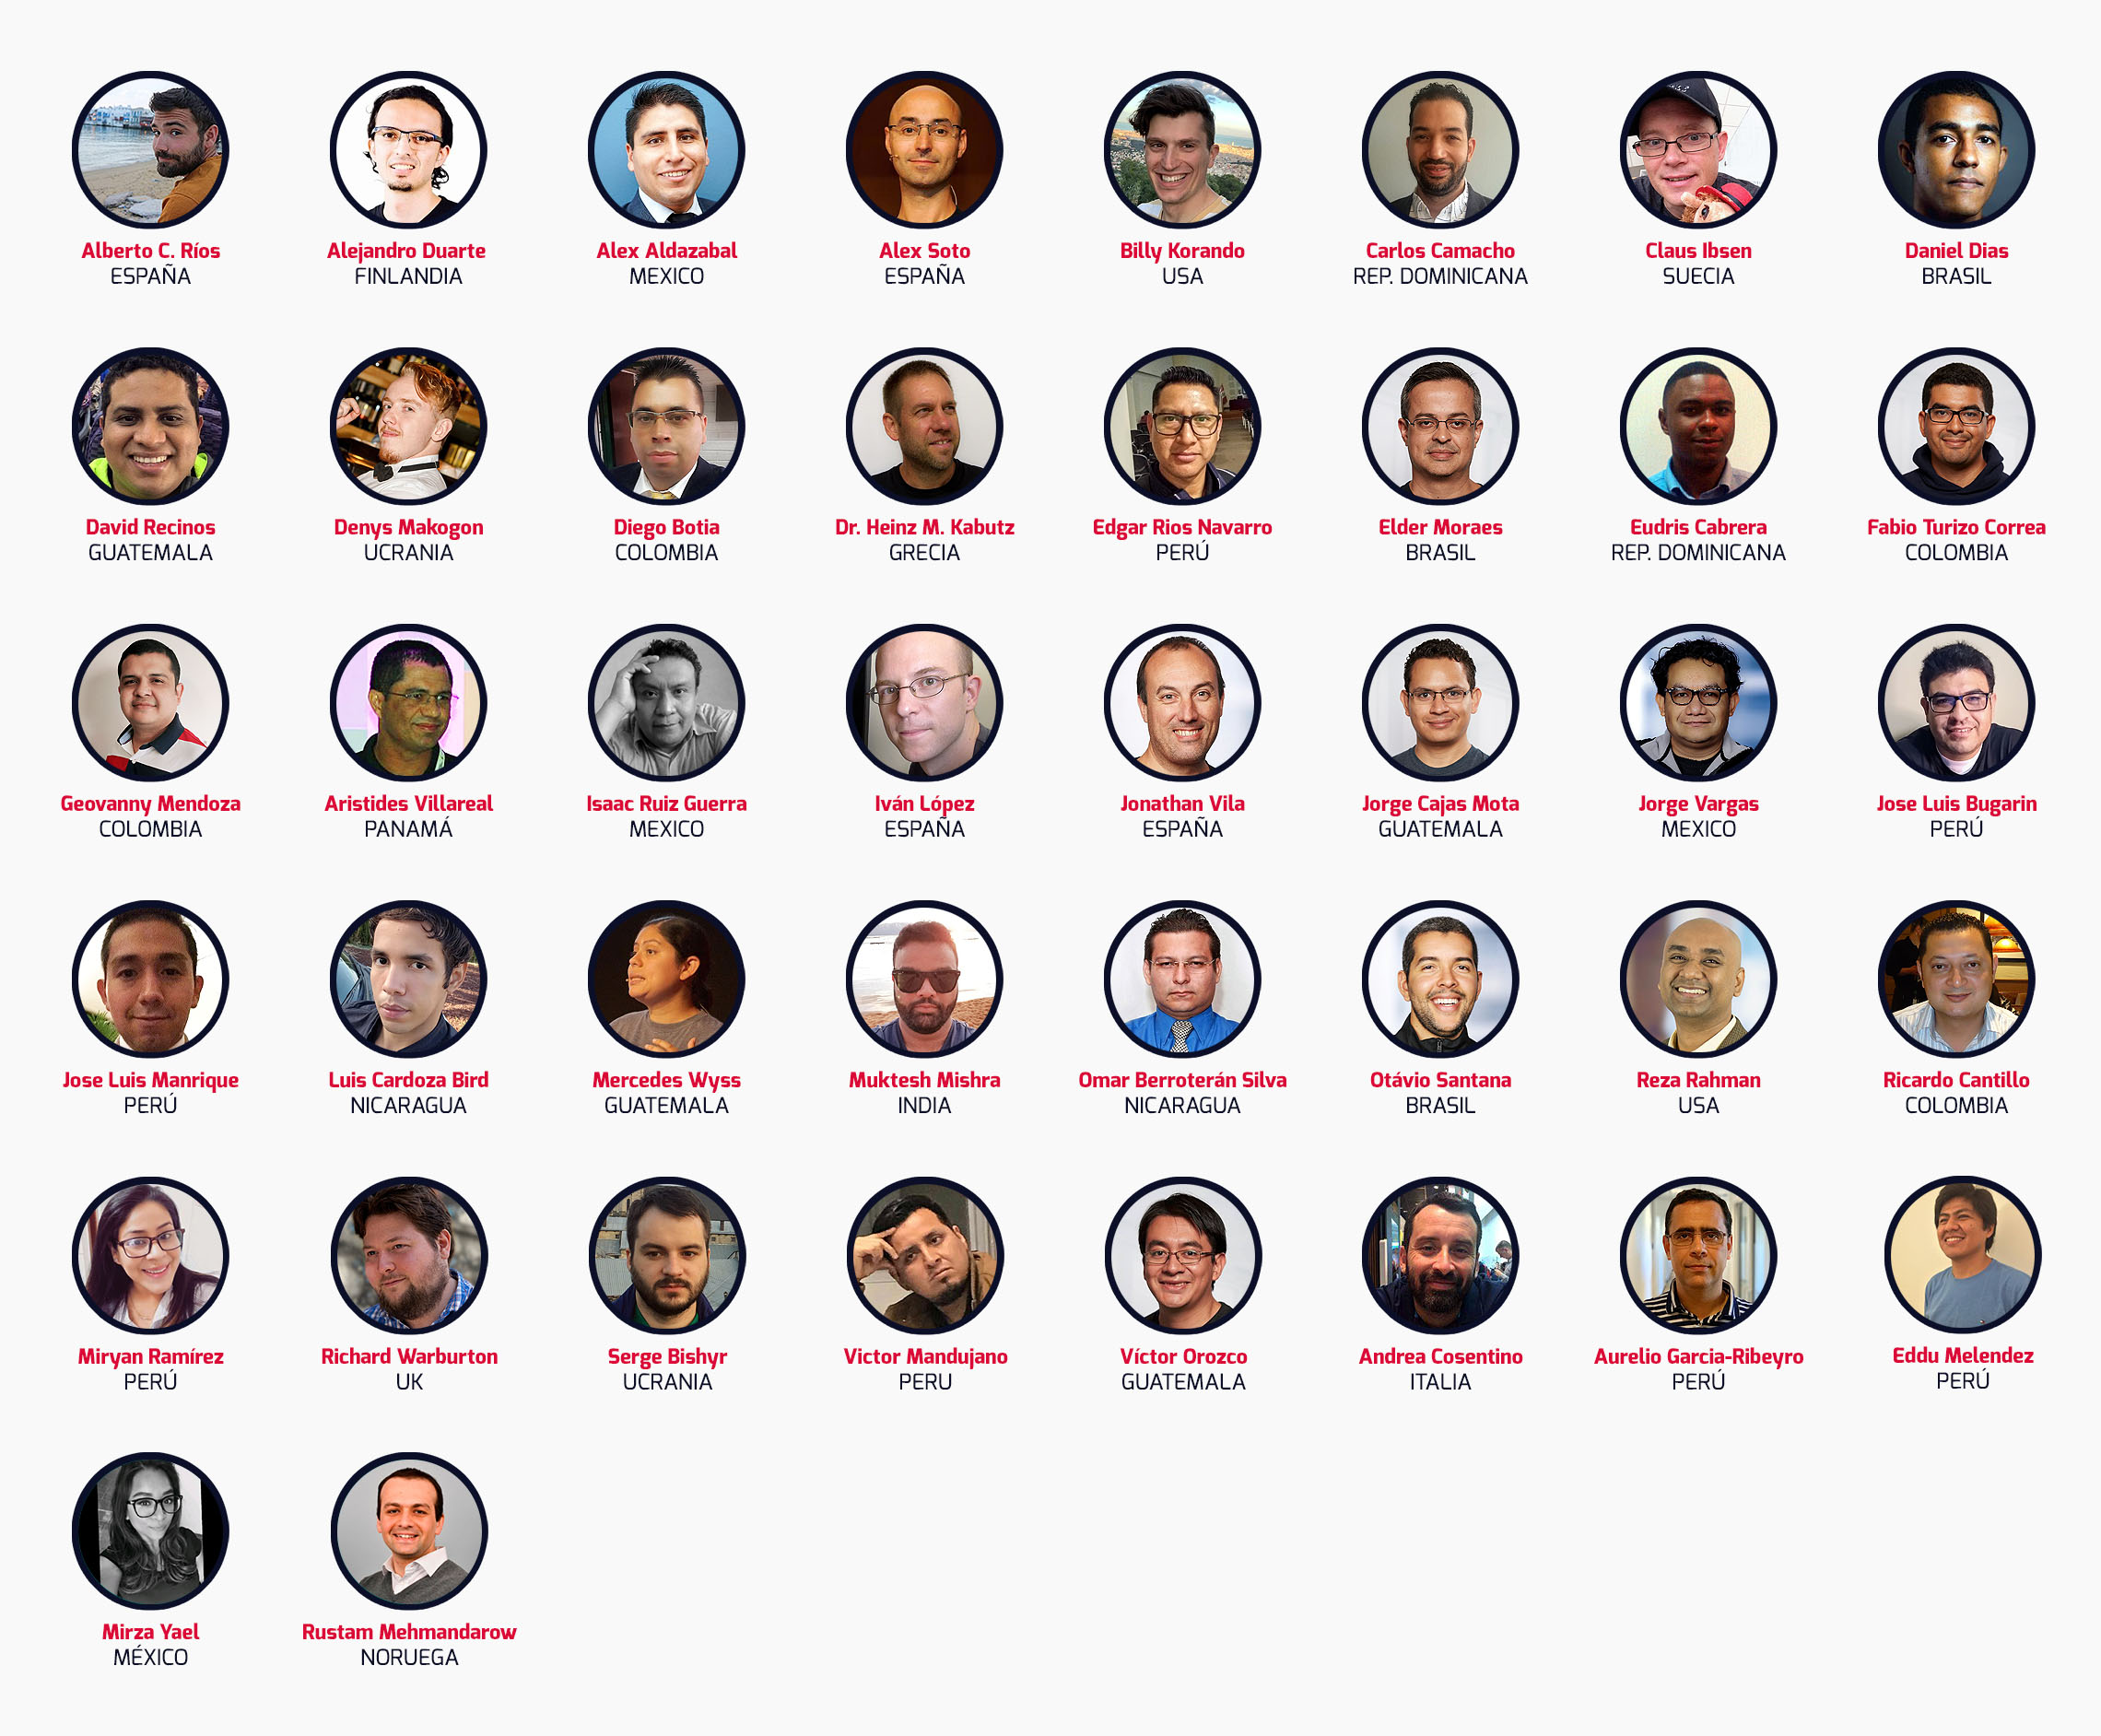 Alberto C. Ríos
ESPAÑA
Alejandro Duarte
FINLANDIA
Alex Aldazabal
MEXICO
Alex Soto
ESPAÑA
Billy Korando
USA
Carlos Camacho
REP. DOMINICANA
Claus Ibsen
SUECIA
Daniel Dias
BRASIL
David Recinos
GUATEMALA
Denys Makogon
UCRANIA
Diego Botia
COLOMBIA
Dr. Heinz M. Kabutz
GRECIA
Edgar Rios Navarro
PERÚ
Elder Moraes
BRASIL
Eudris Cabrera
REP. DOMINICANA
Fabio Turizo Correa
COLOMBIA
Geovanny Mendoza
COLOMBIA
Aristides Villareal
PANAMÁ
Isaac Ruiz Guerra
MEXICO
Iván López
ESPAÑA
Jonathan Vila
ESPAÑA
Jorge Cajas Mota
GUATEMALA
Jorge Vargas
MEXICO
Jose Luis Bugarin
PERÚ
Jose Luis Manrique
PERÚ
Luis Cardoza Bird
NICARAGUA
Mercedes Wyss
GUATEMALA
Muktesh Mishra
INDIA
Omar Berroterán Silva
NICARAGUA
Otávio Santana
BRASIL
Reza Rahman
USA
Ricardo Cantillo
COLOMBIA
Miryan Ramírez
PERÚ
Richard Warburton
UK
Serge Bishyr
UCRANIA
Victor Mandujano
PERU
Víctor Orozco
GUATEMALA
Andrea Cosentino
ITALIA
Aurelio Garcia-Ribeyro
PERÚ
Eddu Melendez
PERÚ
Mirza Yael
MÉXICO
Rustam Mehmandarow
NORUEGA